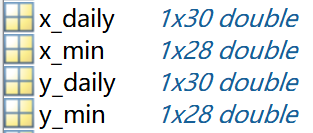 x_daily 1x30 double
x_min 1x28 double
y_daily 1x30 double
y_min 1x28 double